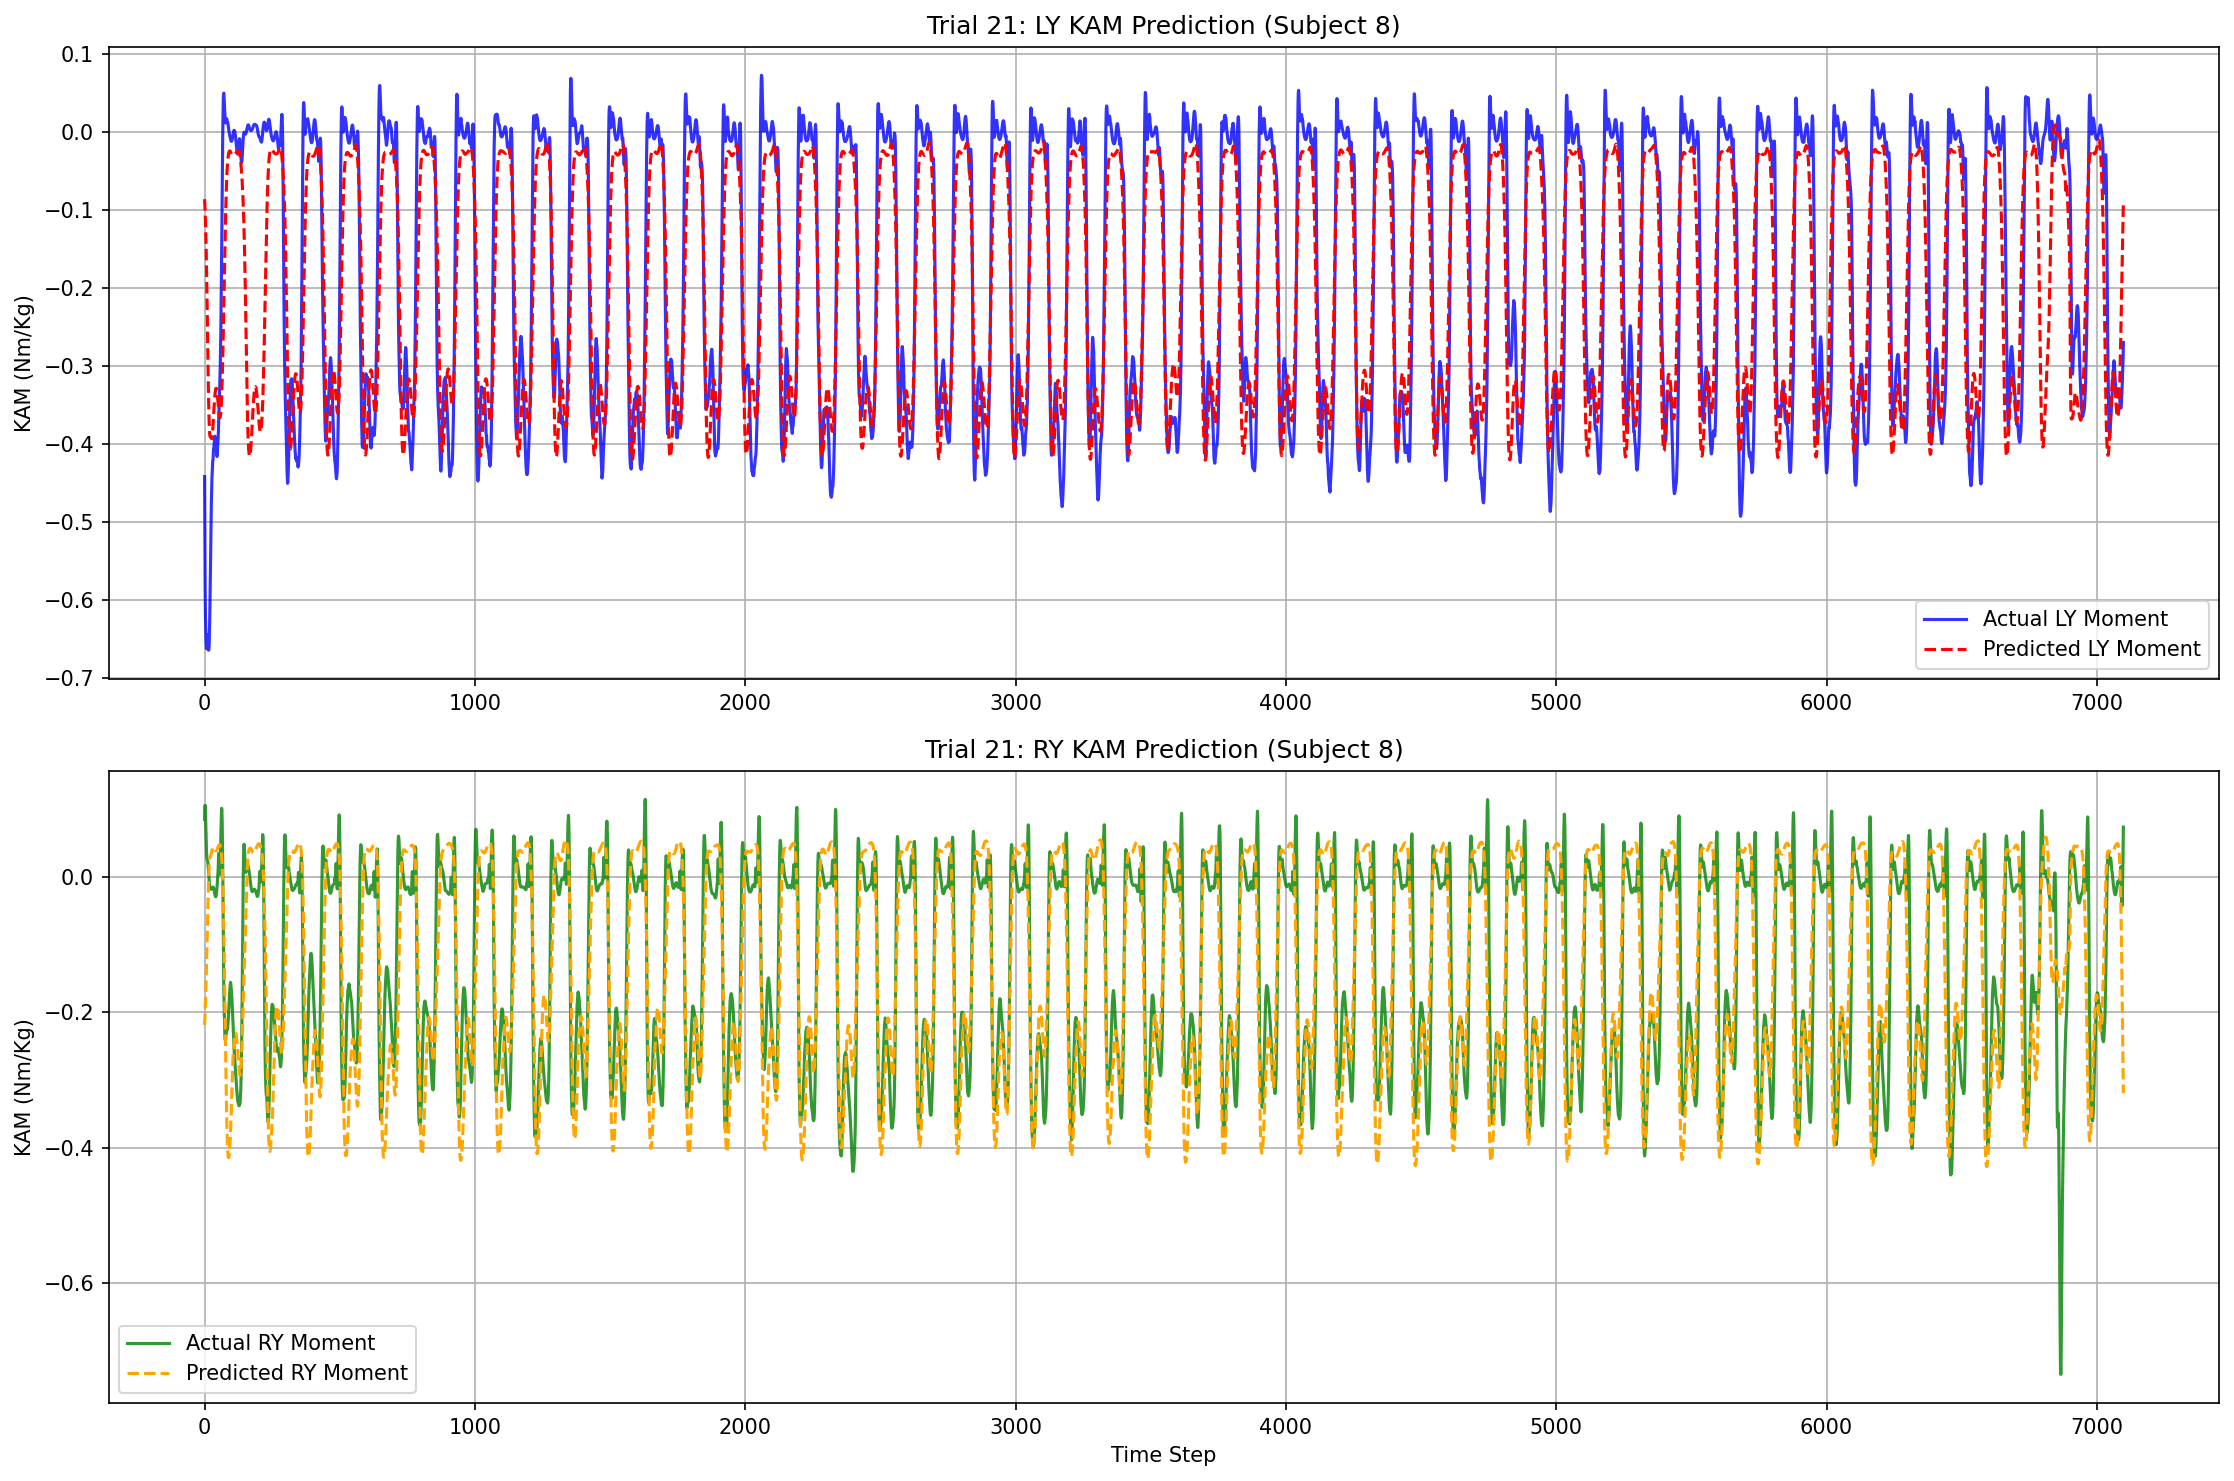 Trial 21: LY KAM Prediction (Subject 8)
KAM (Nm/Kg)
0.1
0.0
−0.1
−0.2
−0.3
−0.4
−0.5
−0.6
−0.7
Actual LY Moment
Predicted LY Moment
0 1000 2000 3000 4000 5000 6000 7000
Trial 21: RY KAM Prediction (Subject 8)
KAM (Nm/Kg)
0.0
−0.2
−0.4
−0.6
Actual RY Moment
Predicted RY Moment
0 1000 2000 3000 4000 5000 6000 7000
Time Step